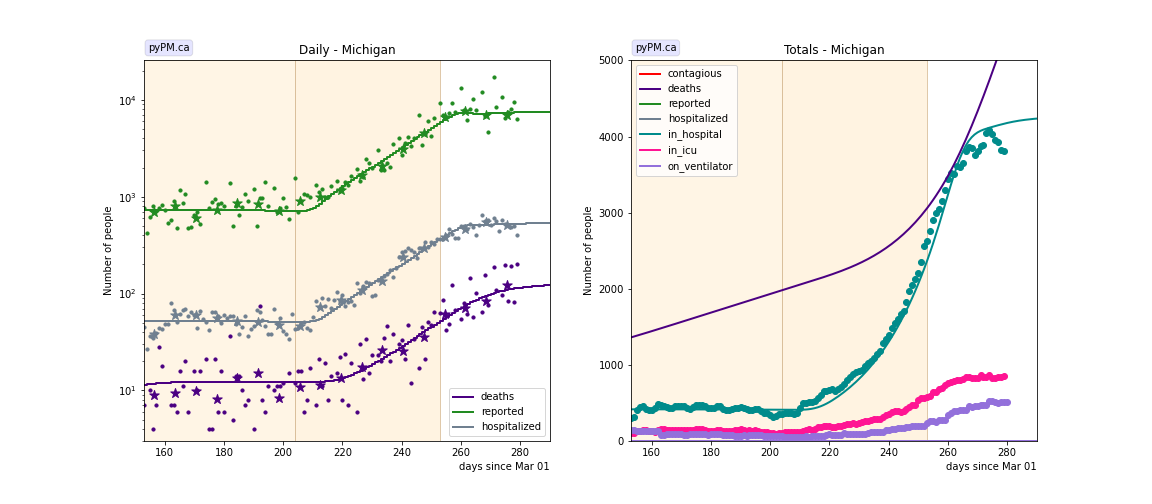 pyPM.ca
Daily - Michigan
Number of people
10⁴
10³
10²
10¹
160 180 200 220 240 260 280
days since Mar 01
deaths
reported
hospitalized
pyPM.ca
Totals - Michigan
Number of people
5000
4000
3000
2000
1000
0
160 180 200 220 240 260 280
days since Mar 01
contagious
deaths
reported
hospitalized
in_hospital
in_icu
on_ventilator